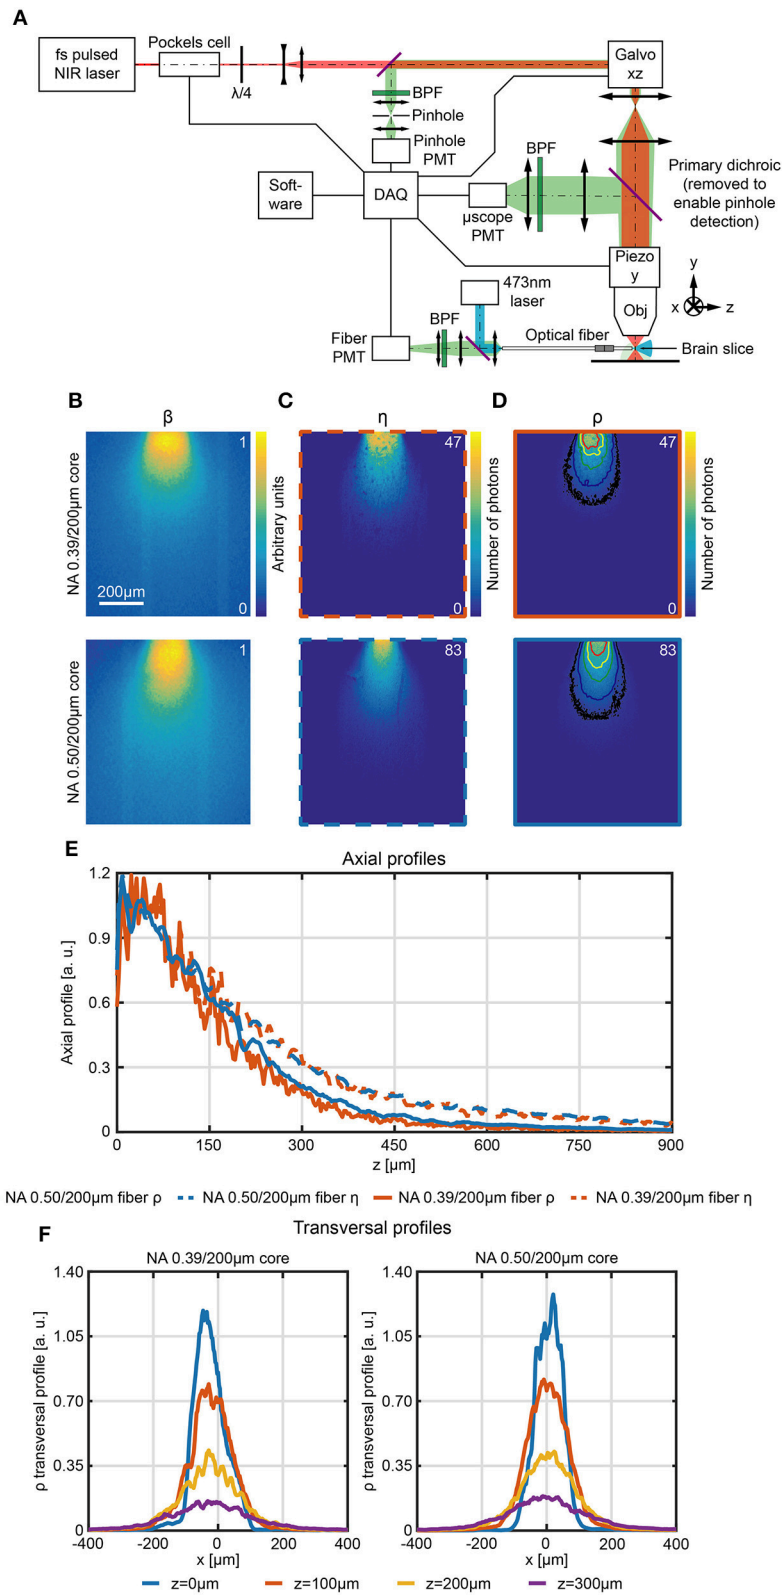 A
fs pulsed
NIR laser
Pockels cell
λ/4
BPF
Pinhole
Pinhole
PMT
Galvo
xz
Soft-
ware
DAQ
BPF
µscope
PMT
Primary dichroic
(removed to
enable pinhole
detection)
Piezo
y
Obj
y
x
z
473nm
laser
BPF
Fiber
PMT
Optical fiber
Brain slice
B
β
C
η
D
ρ
NA 0.39/200µm core
1
200µm
0
Arbitrary units
47
0
Number of photons
47
0
Number of photons
NA 0.50/200µm core
1
83
83
E
Axial profiles
Axial profile [a. u.]
1.2
0.9
0.6
0.3
0
0 150 300 450 600 750 900
z [µm]
NA 0.50/200µm fiber ρ NA 0.50/200µm fiber η NA 0.39/200µm fiber ρ NA 0.39/200µm fiber η
F
Transversal profiles
NA 0.39/200µm core
ρ transversal profile [a. u.]
1.40
1.05
0.70
0.35
0
-400 -200 0 200 400
x [µm]
NA 0.50/200µm core
ρ transversal profile [a. u.]
1.40
1.05
0.70
0.35
0
-400 -200 0 200 400
x [µm]
z=0µm z=100µm z=200µm z=300µm